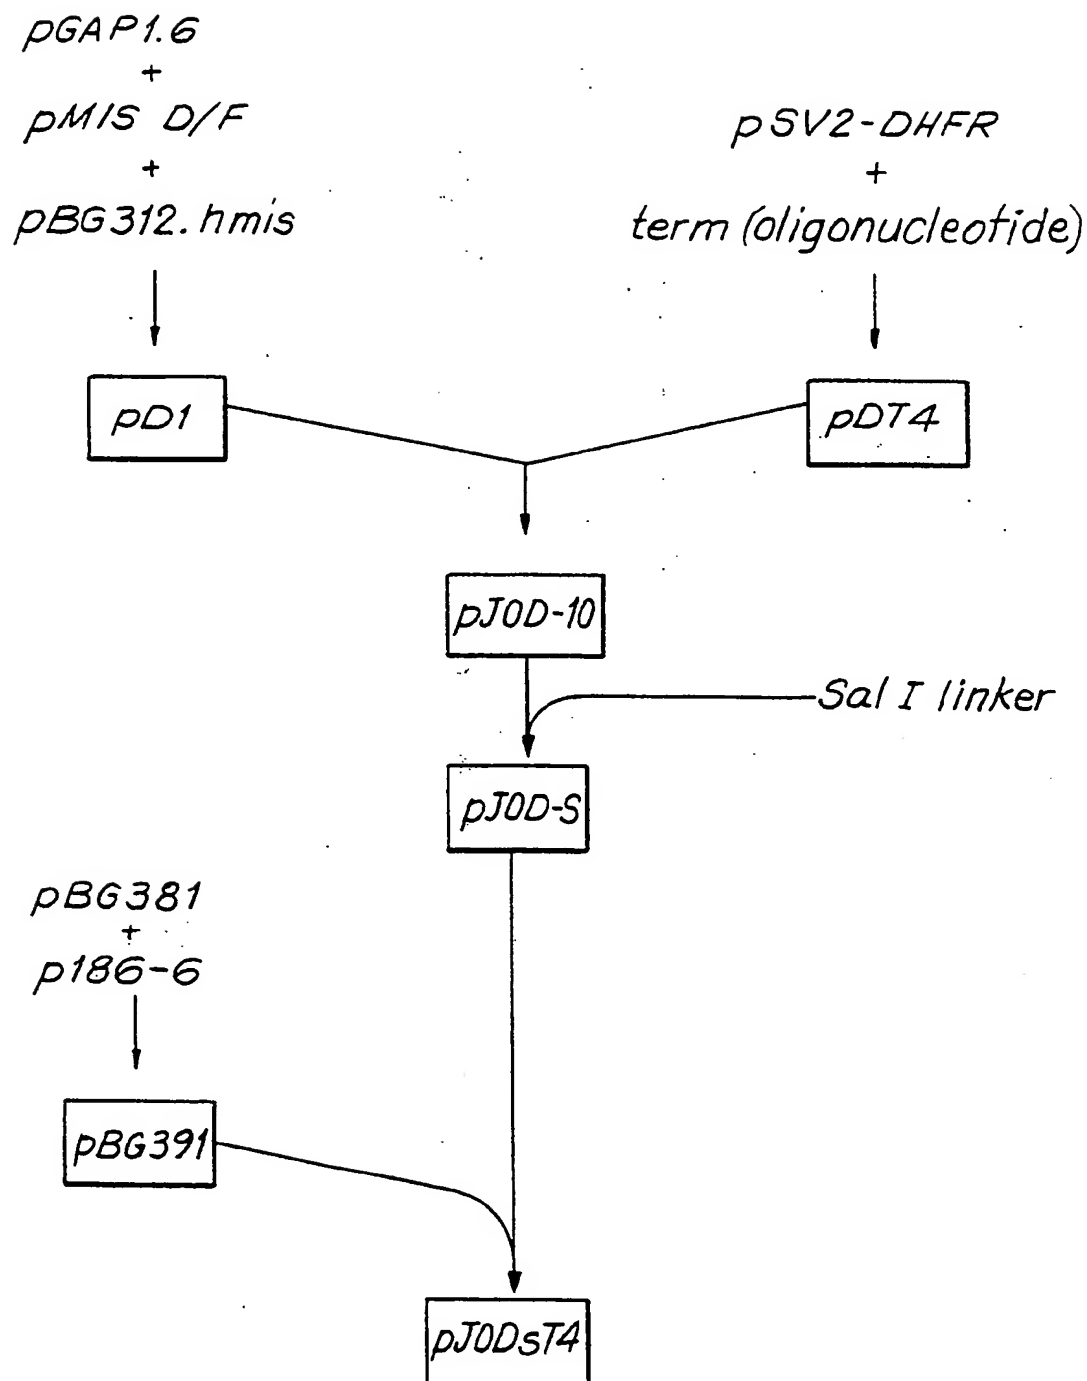 pGAP1.6
+
pMIS D/F
+
pBG312.hmis
pSV2-DHFR
+
term (oligonucleotide)
pD1
pDT4
pJOD-10
Sal I linker
pJOD-S
pBG381
+
p186-6
pBG391
pJODsT4